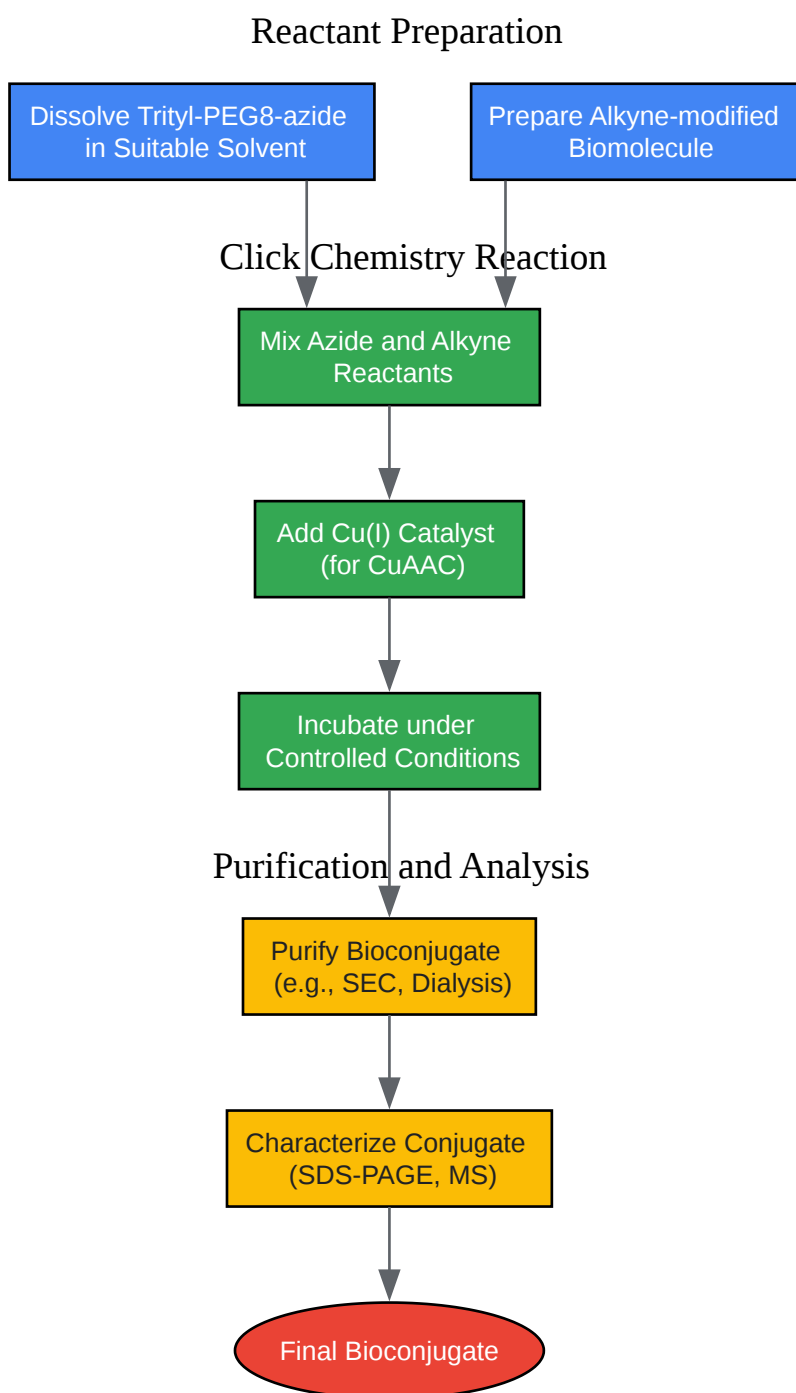 Reactant Preparation
Dissolve Trityl-PEG8-azide
in Suitable Solvent
Prepare Alkyne-modified
Biomolecule
Click Chemistry Reaction
Mix Azide and Alkyne
Reactants
Add Cu(I) Catalyst
(for CuAAC)
Incubate under
Controlled Conditions
Purification and Analysis
Purify Bioconjugate
(e.g., SEC, Dialysis)
Characterize Conjugate
(SDS-PAGE, MS)
Final Bioconjugate